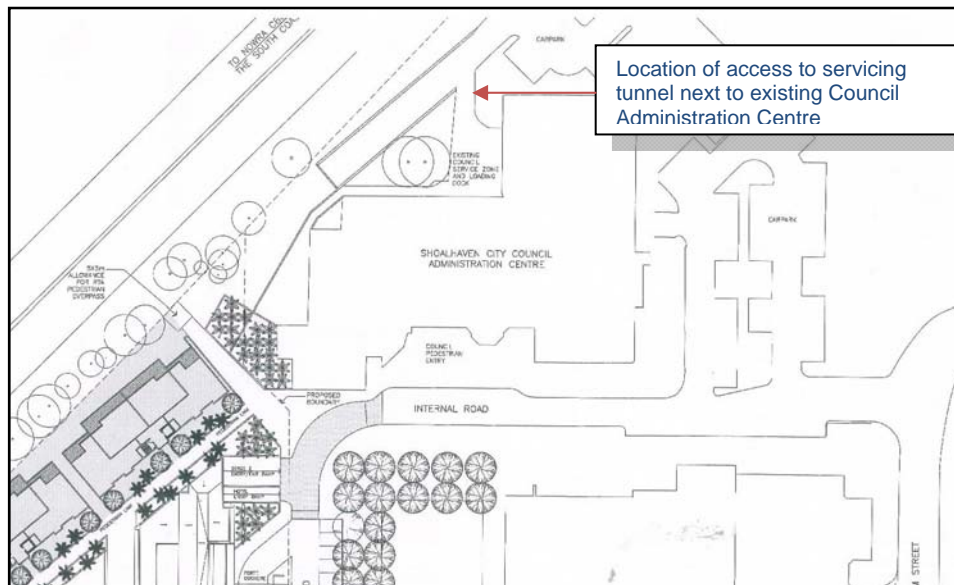 TO NOWRA
THE SOUTH
CARPARK
Location of access to servicing
tunnel next to existing Council
Administration Centre
EXISTING
COUNCIL
SERVICE ZONE
AND LOADING
DOCK
CARPARK
SHOALHAVEN CITY COUNCIL
ADMINISTRATION CENTRE
ALLOWANCE
FOR RTA
PEDESTRIAN
OVERPASS
COUNCIL
PEDESTRIAN
ENTRY
PROPOSED
BOUNDARY
INTERNAL ROAD
PEDESTRIAN LINK
STREET